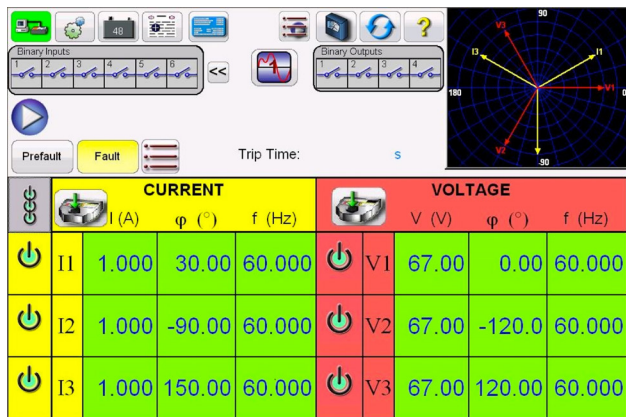 48
?
Binary Inputs
1 2 3 4 5 6
<<
Binary Outputs
1 2 3 4
90
V3
I3
I1
180
V1
0
V2
I2
-90
Prefault
Fault
Trip Time: s
CURRENT
I (A) φ (°) f (Hz)
VOLTAGE
V (V) φ (°) f (Hz)
I1 1.000 30.00 60.000 V1 67.00 0.00 60.000
I2 1.000 -90.00 60.000 V2 67.00 -120.0 60.000
I3 1.000 150.00 60.000 V3 67.00 120.00 60.000